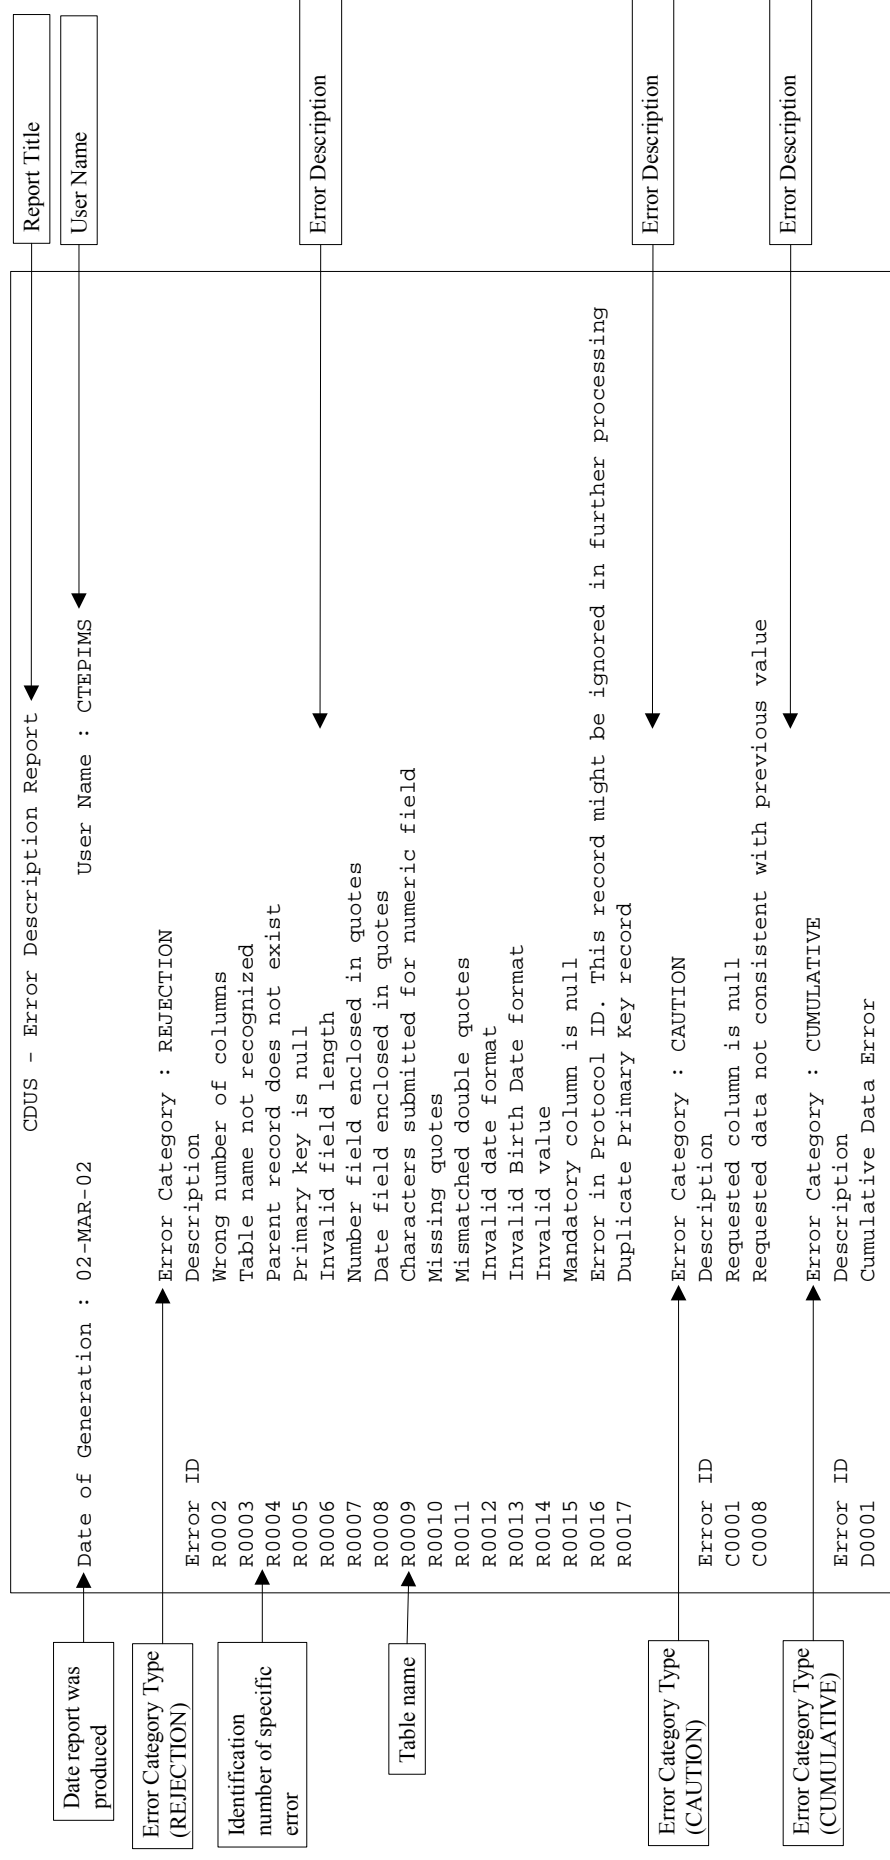 Report Title
User Name
CDUS - Error Description Report
Date of Generation : 02-MAR-02 User Name : CTEPIMS
Date report was
produced
Error Category : REJECTION
Error Category Type
(REJECTION)
Error ID Description
R0002 Wrong number of columns
R0003 Table name not recognized
R0004 Parent record does not exist
R0005 Primary key is null
R0006 Invalid field length
R0007 Number field enclosed in quotes
R0008 Date field enclosed in quotes
R0009 Characters submitted for numeric field
R0010 Missing quotes
R0011 Mismatched double quotes
R0012 Invalid date format
R0013 Invalid Birth Date format
R0014 Invalid value
R0015 Mandatory column is null
R0016 Error in Protocol ID. This record might be ignored in further processing
R0017 Duplicate Primary Key record
Identification
number of specific
error
Table name
Error Description
Error Category : CAUTION
Error Category Type
(CAUTION)
Error Description
Error ID Description
C0001 Requested column is null
C0008 Requested data not consistent with previous value
Error Category : CUMULATIVE
Error Category Type
(CUMULATIVE)
Error Description
Error ID Description
D0001 Cumulative Data Error